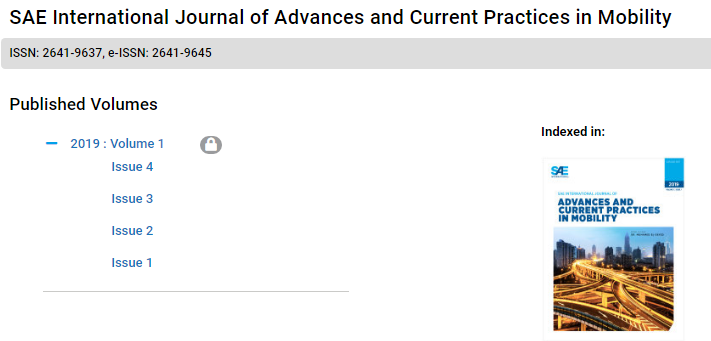 SAE International Journal of Advances and Current Practices in Mobility
ISSN: 2641-9637, e-ISSN: 2641-9645
Published Volumes
2019 : Volume 1
Issue 4
Issue 3
Issue 2
Issue 1
Indexed in:
SAE
2019
SAE INTERNATIONAL JOURNAL OF
ADVANCES AND
CURRENT PRACTICES
IN MOBILITY